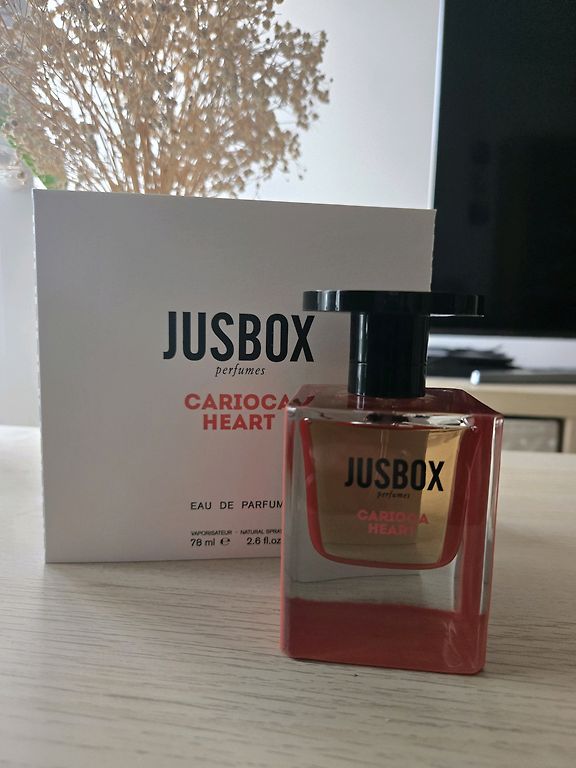 JUSBOX
perfumes
CARIOCA
HEART
EAU DE PARFUM
VAPORISATEUR - NATURAL SPRAY
78 ml ℮ 2.6 fl.oz
JUSBOX
perfumes
CARIOCA
HEART